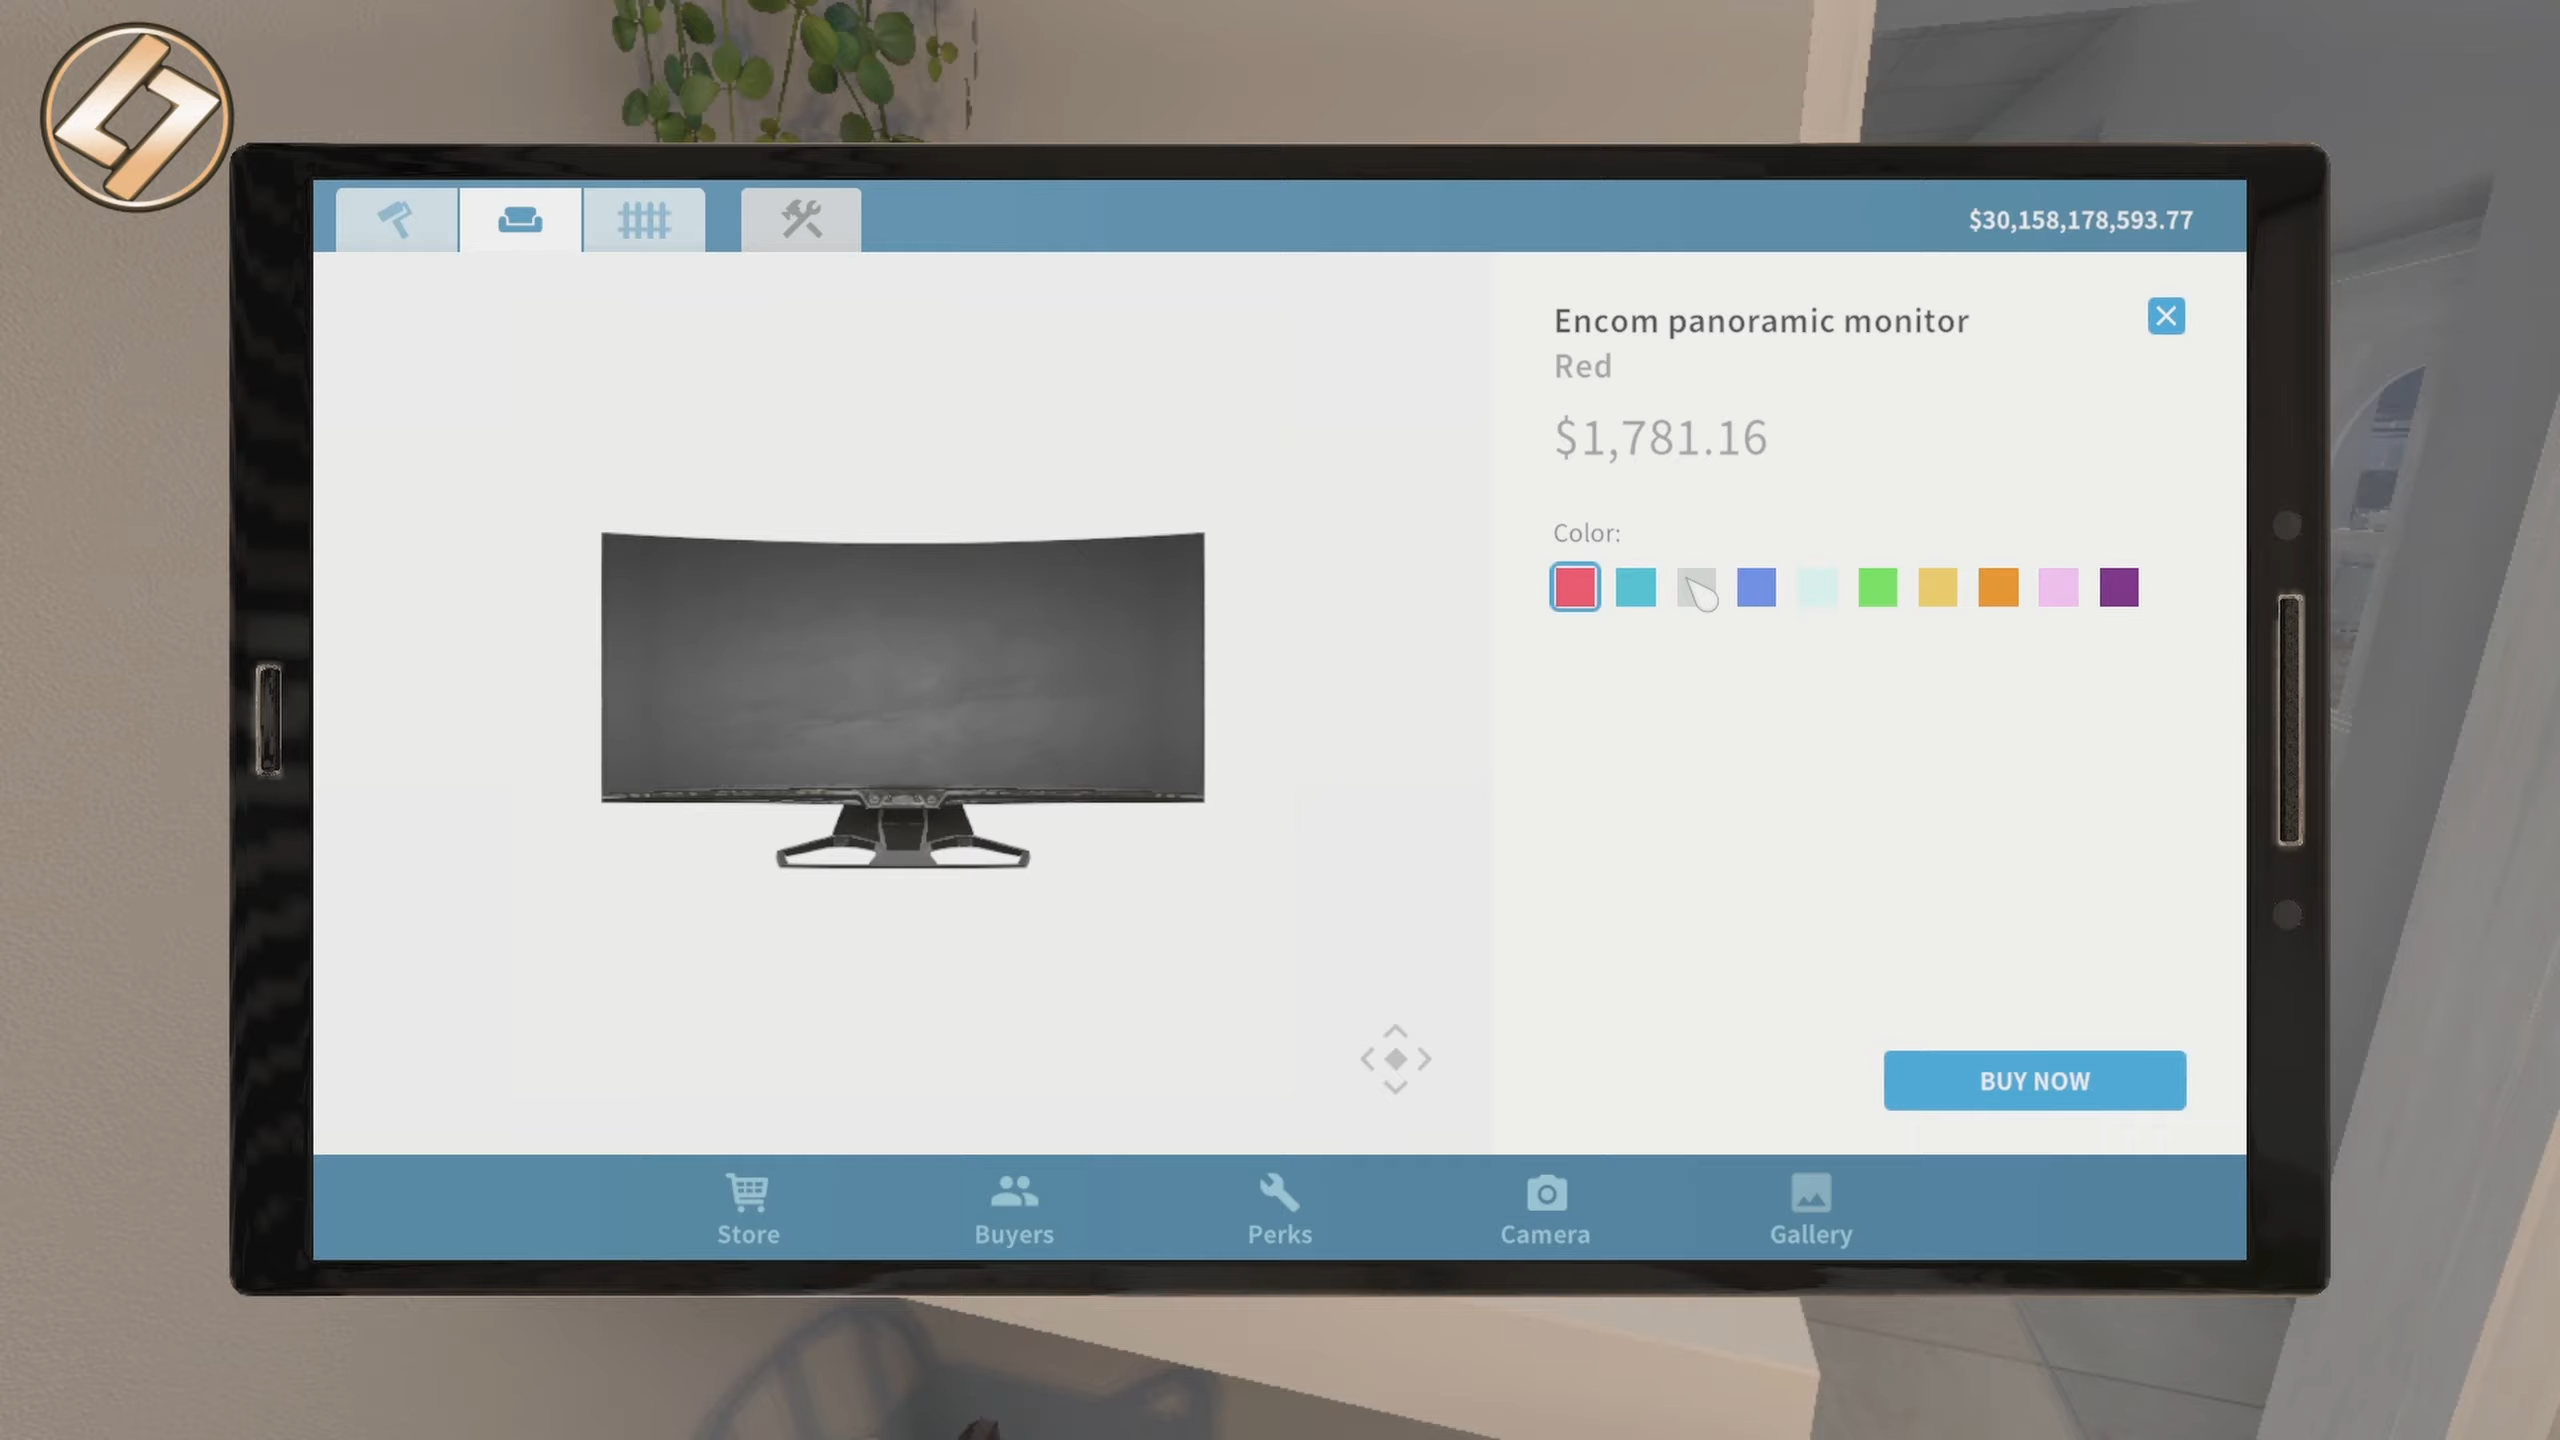 $30,158,178,593.77
Encom panoramic monitor
Red
$1,781.16
Color:
BUY NOW
Store
Buyers
Perks
Camera
Gallery